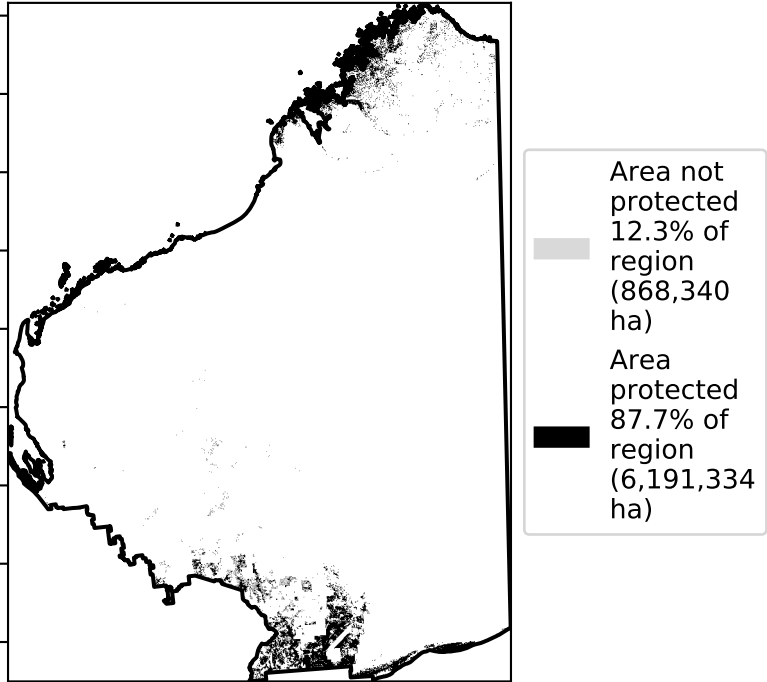 Area not
protected
12.3% of
region
(868,340
ha)
Area
protected
87.7% of
region
(6,191,334
ha)